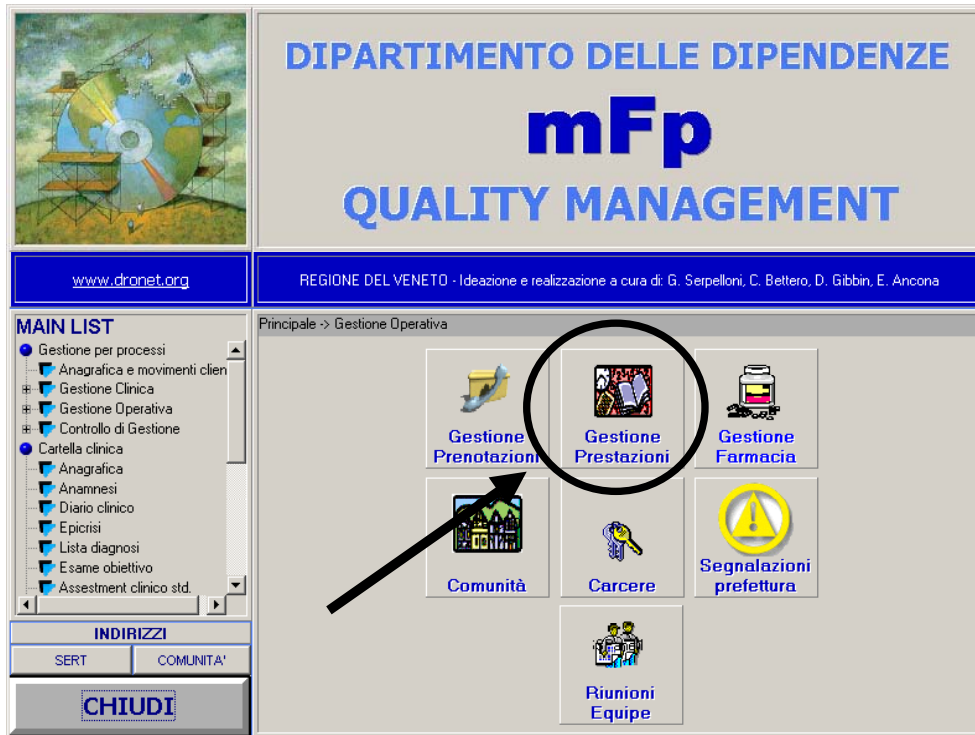 DIPARTIMENTO DELLE DIPENDENZE
mFp
QUALITY MANAGEMENT
www.dronet.org
REGIONE DEL VENETO - Ideazione e realizzazione a cura di: G. Serpelloni, C. Bettero, D. Gibbin, E. Ancona
MAIN LIST
Gestione per processi
Anagrafica e movimenti clien
Gestione Clinica
Gestione Operativa
Controllo di Gestione
Cartella clinica
Anagrafica
Anamnesi
Diario clinico
Epicrisi
Lista diagnosi
Esame obiettivo
Assestment clinico std.
INDIRIZZI
SERT
COMUNITA'
CHIUDI
Principale -> Gestione Operativa
Gestione
Prenotazioni
Gestione
Prestazioni
Gestione
Farmacia
Comunità
Carcere
Segnalazioni
prefettura
Riunioni
Equipe